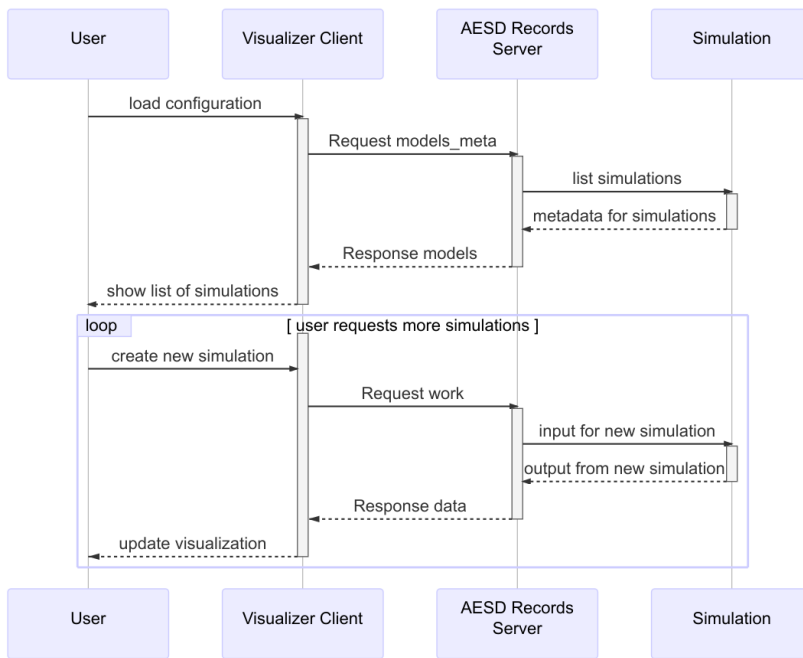 User
Visualizer Client
AESD Records
Server
Simulation
load configuration
Request models_meta
list simulations
metadata for simulations
Response models
show list of simulations
loop
[ user requests more simulations ]
create new simulation
Request work
input for new simulation
output from new simulation
Response data
update visualization
User
Visualizer Client
AESD Records
Server
Simulation